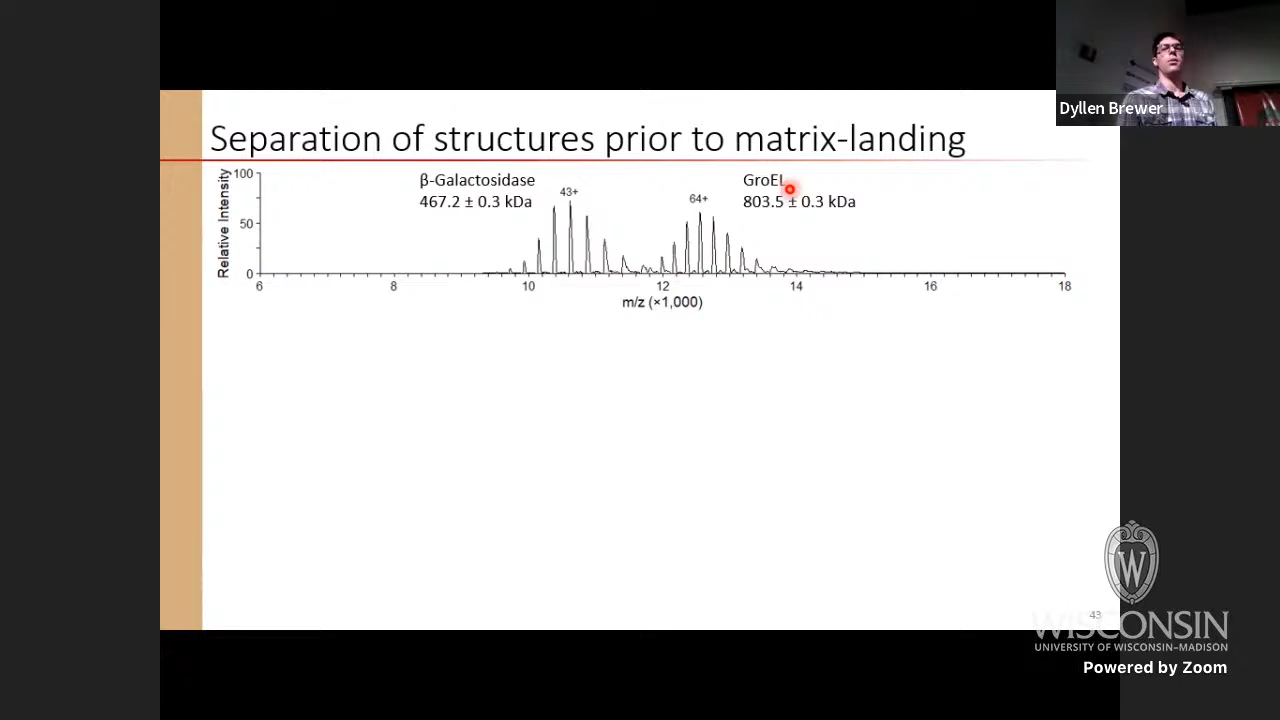 Dyllen Brewer
Separation of structures prior to matrix-landing
β-Galactosidase
467.2 ± 0.3 kDa
43+
64+
GroEL
803.5 ± 0.3 kDa
Relative Intensity
100
50
0
6 8 10 12 14 16 18
m/z (×1,000)
43
W
WISCONSIN
UNIVERSITY OF WISCONSIN–MADISON
Powered by Zoom